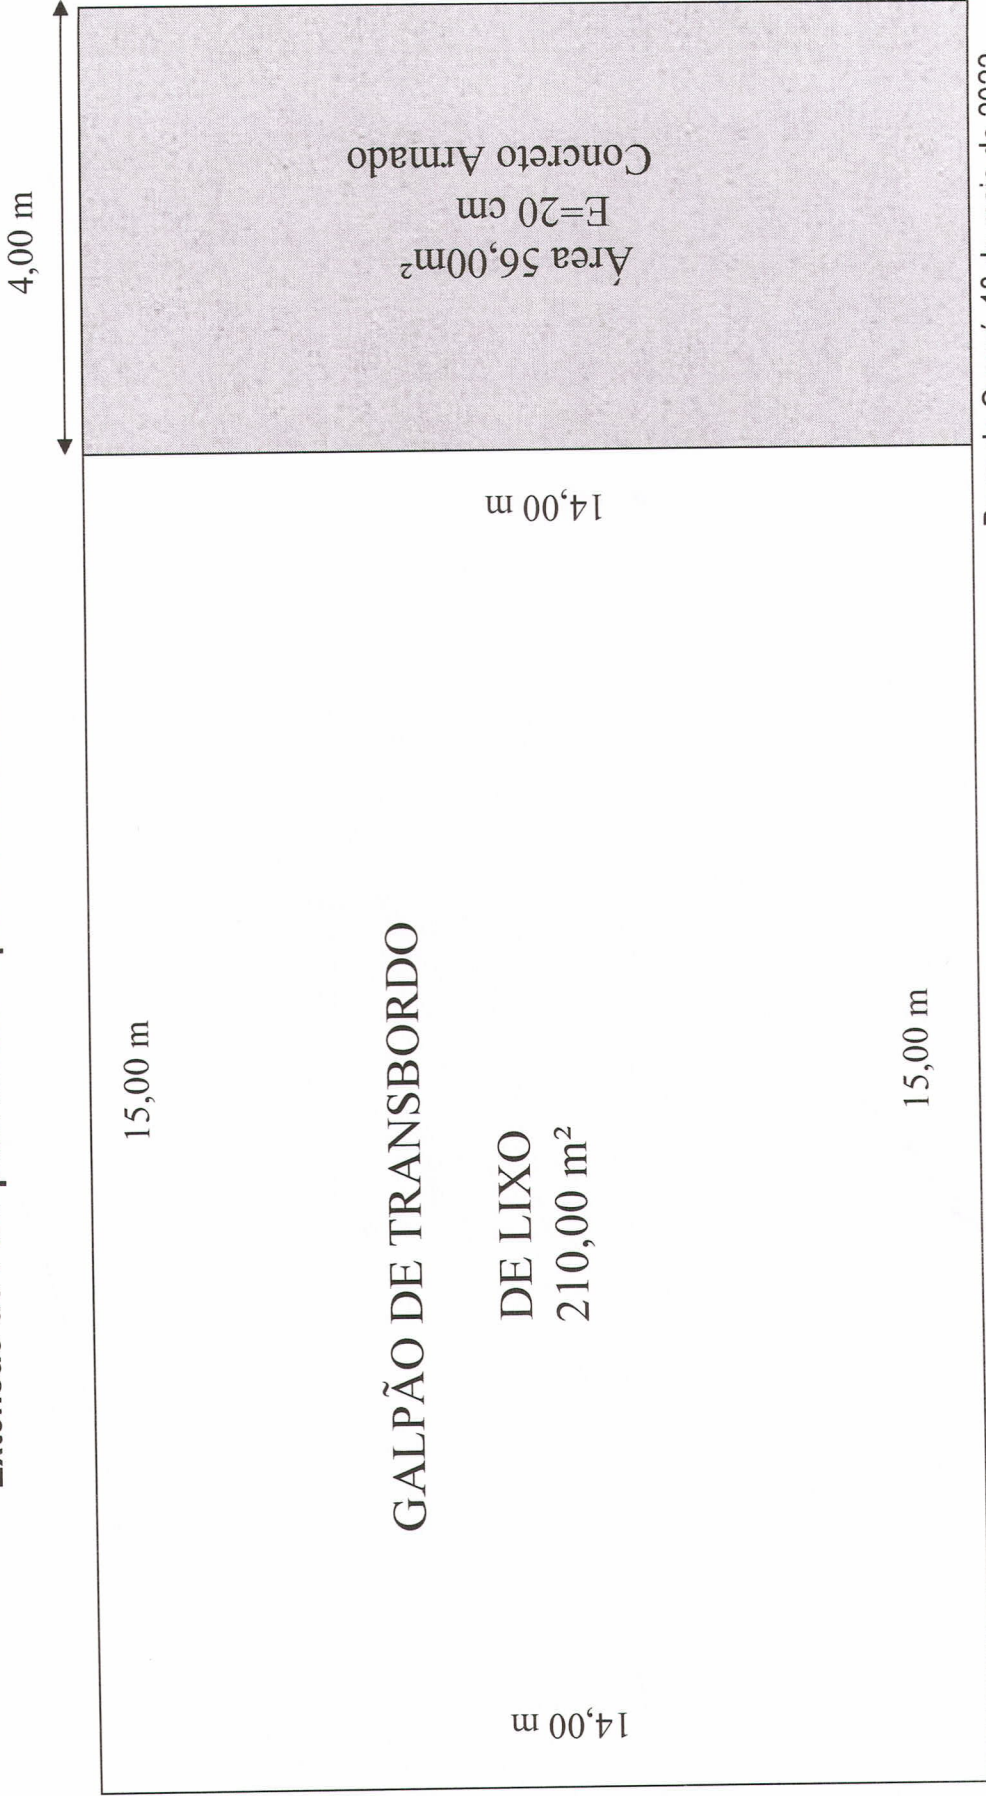 4,00 m
Concreto Armado
E=20 cm
Área 56,00m²
14,00 m
15,00 m
GALPÃO DE TRANSBORDO
DE LIXO
210,00 m²
15,00 m
14,00 m